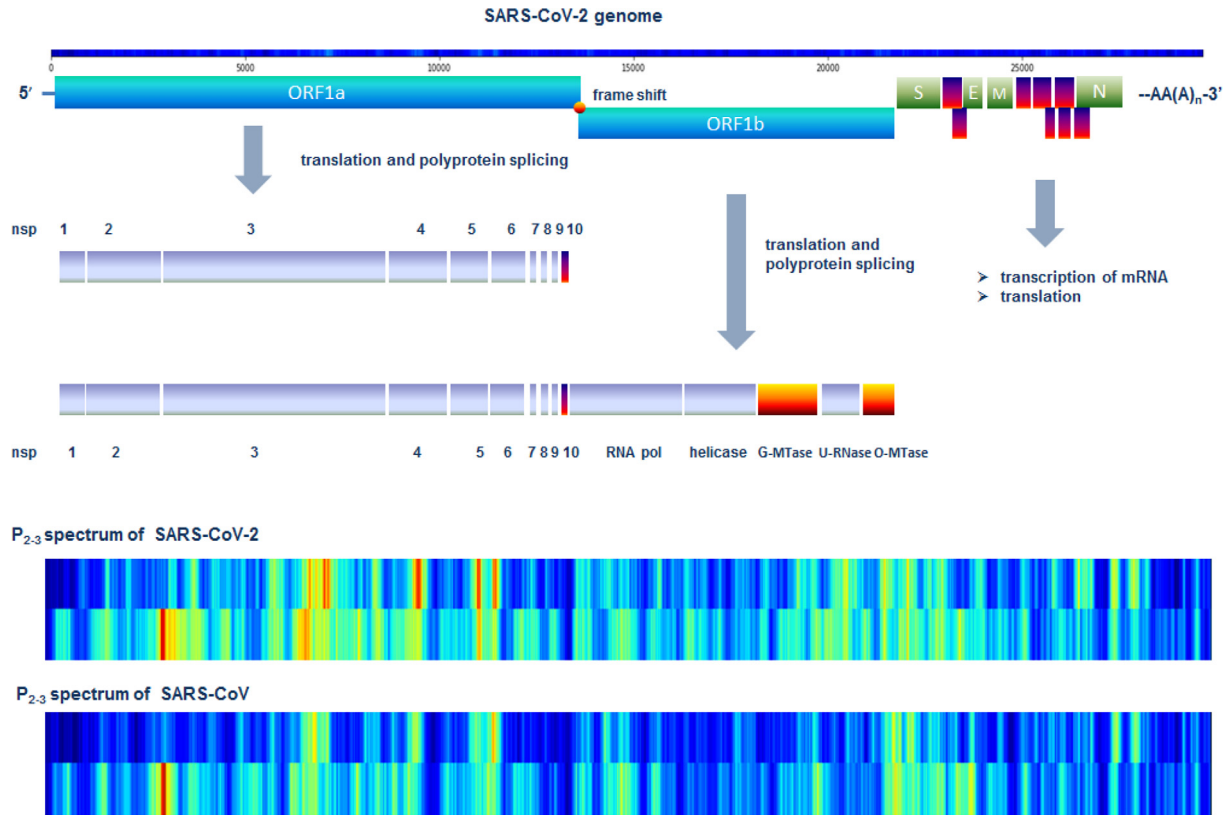 SARS-CoV-2 genome
0 5000 10000 15000 20000 25000
5′ ORF1a frame shift S E M N --AA(A)n-3′
ORF1b
translation and polyprotein splicing
nsp 1 2 3 4 5 6 7 8 9 10
translation and
polyprotein splicing
➢ transcription of mRNA
➢ translation
nsp 1 2 3 4 5 6 7 8 9 10 RNA pol helicase G-MTase U-RNase O-MTase
P2-3 spectrum of SARS-CoV-2
P2-3 spectrum of SARS-CoV